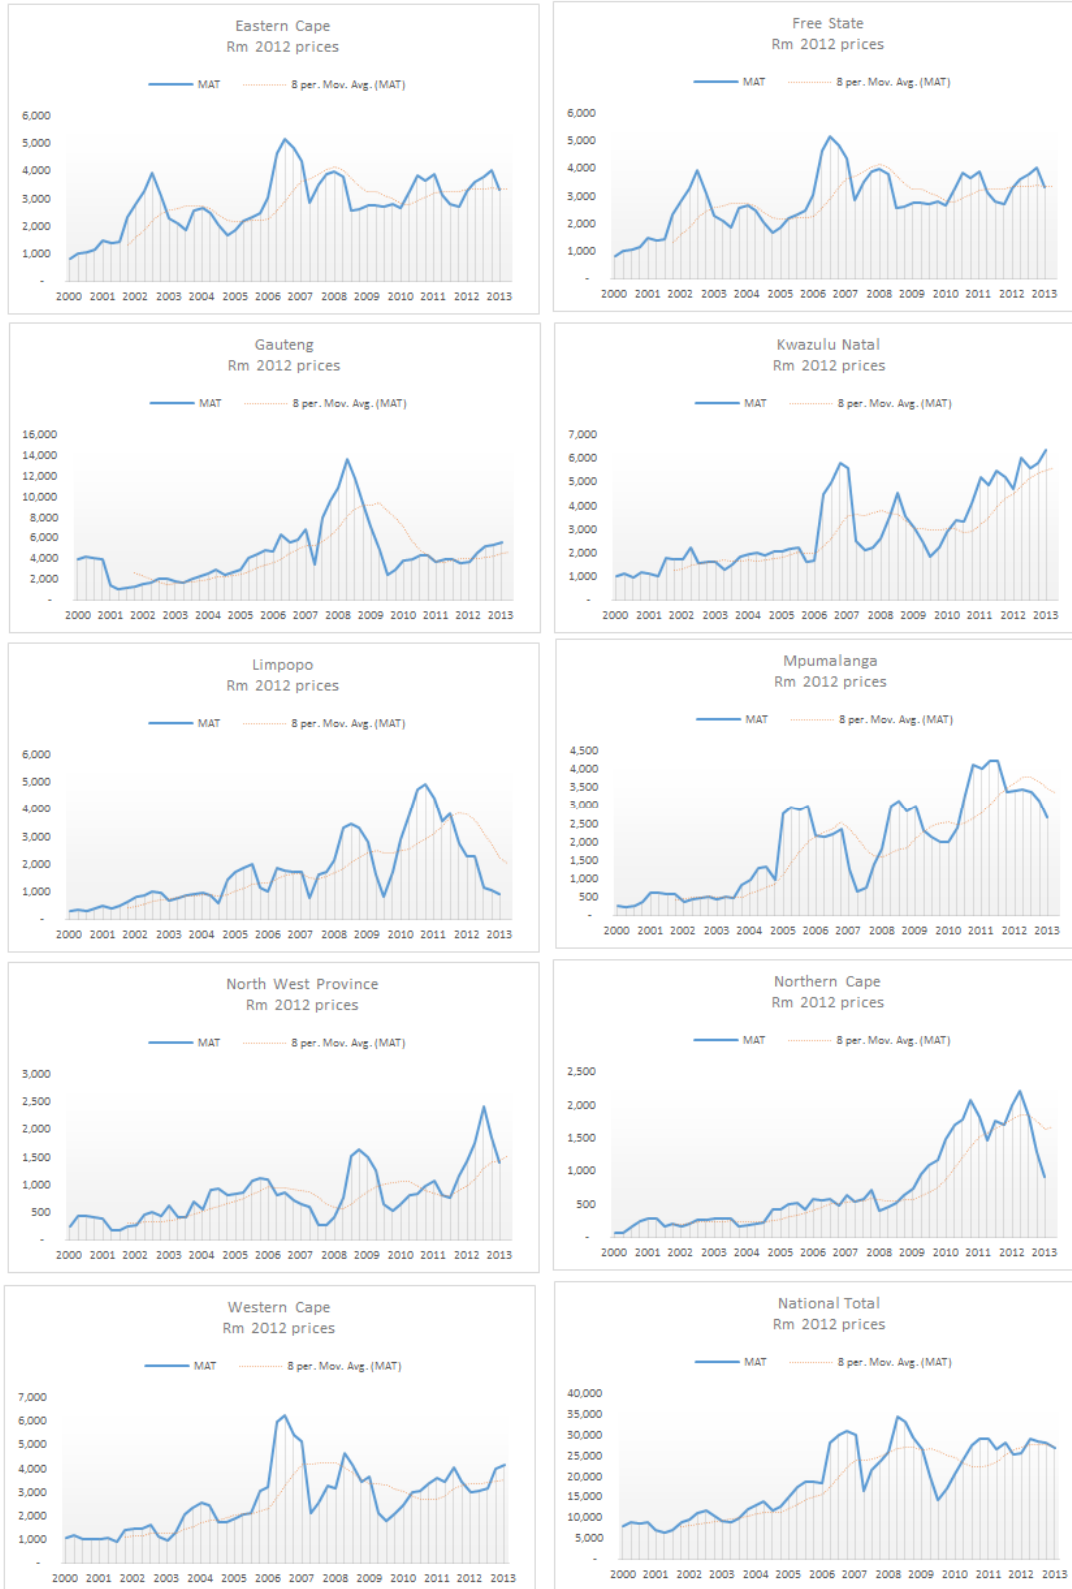 Eastern Cape
Rm 2012 prices
MAT 8 per. Mov. Avg. (MAT)
6,000
5,000
4,000
3,000
2,000
1,000
-
2000 2001 2002 2003 2004 2005 2006 2007 2008 2009 2010 2011 2012 2013
Free State
Rm 2012 prices
MAT 8 per. Mov. Avg. (MAT)
6,000
5,000
4,000
3,000
2,000
1,000
-
2000 2001 2002 2003 2004 2005 2006 2007 2008 2009 2010 2011 2012 2013
Gauteng
Rm 2012 prices
MAT 8 per. Mov. Avg. (MAT)
16,000
14,000
12,000
10,000
8,000
6,000
4,000
2,000
-
2000 2001 2002 2003 2004 2005 2006 2007 2008 2009 2010 2011 2012 2013
Kwazulu Natal
Rm 2012 prices
MAT 8 per. Mov. Avg. (MAT)
7,000
6,000
5,000
4,000
3,000
2,000
1,000
-
2000 2001 2002 2003 2004 2005 2006 2007 2008 2009 2010 2011 2012 2013
Limpopo
Rm 2012 prices
MAT 8 per. Mov. Avg. (MAT)
6,000
5,000
4,000
3,000
2,000
1,000
-
2000 2001 2002 2003 2004 2005 2006 2007 2008 2009 2010 2011 2012 2013
Mpumalanga
Rm 2012 prices
MAT 8 per. Mov. Avg. (MAT)
4,500
4,000
3,500
3,000
2,500
2,000
1,500
1,000
500
-
2000 2001 2002 2003 2004 2005 2006 2007 2008 2009 2010 2011 2012 2013
North West Province
Rm 2012 prices
MAT 8 per. Mov. Avg. (MAT)
3,000
2,500
2,000
1,500
1,000
500
-
2000 2001 2002 2003 2004 2005 2006 2007 2008 2009 2010 2011 2012 2013
Northern Cape
Rm 2012 prices
MAT 8 per. Mov. Avg. (MAT)
2,500
2,000
1,500
1,000
500
-
2000 2001 2002 2003 2004 2005 2006 2007 2008 2009 2010 2011 2012 2013
Western Cape
Rm 2012 prices
MAT 8 per. Mov. Avg. (MAT)
7,000
6,000
5,000
4,000
3,000
2,000
1,000
-
2000 2001 2002 2003 2004 2005 2006 2007 2008 2009 2010 2011 2012 2013
National Total
Rm 2012 prices
MAT 8 per. Mov. Avg. (MAT)
40,000
35,000
30,000
25,000
20,000
15,000
10,000
5,000
-
2000 2001 2002 2003 2004 2005 2006 2007 2008 2009 2010 2011 2012 2013